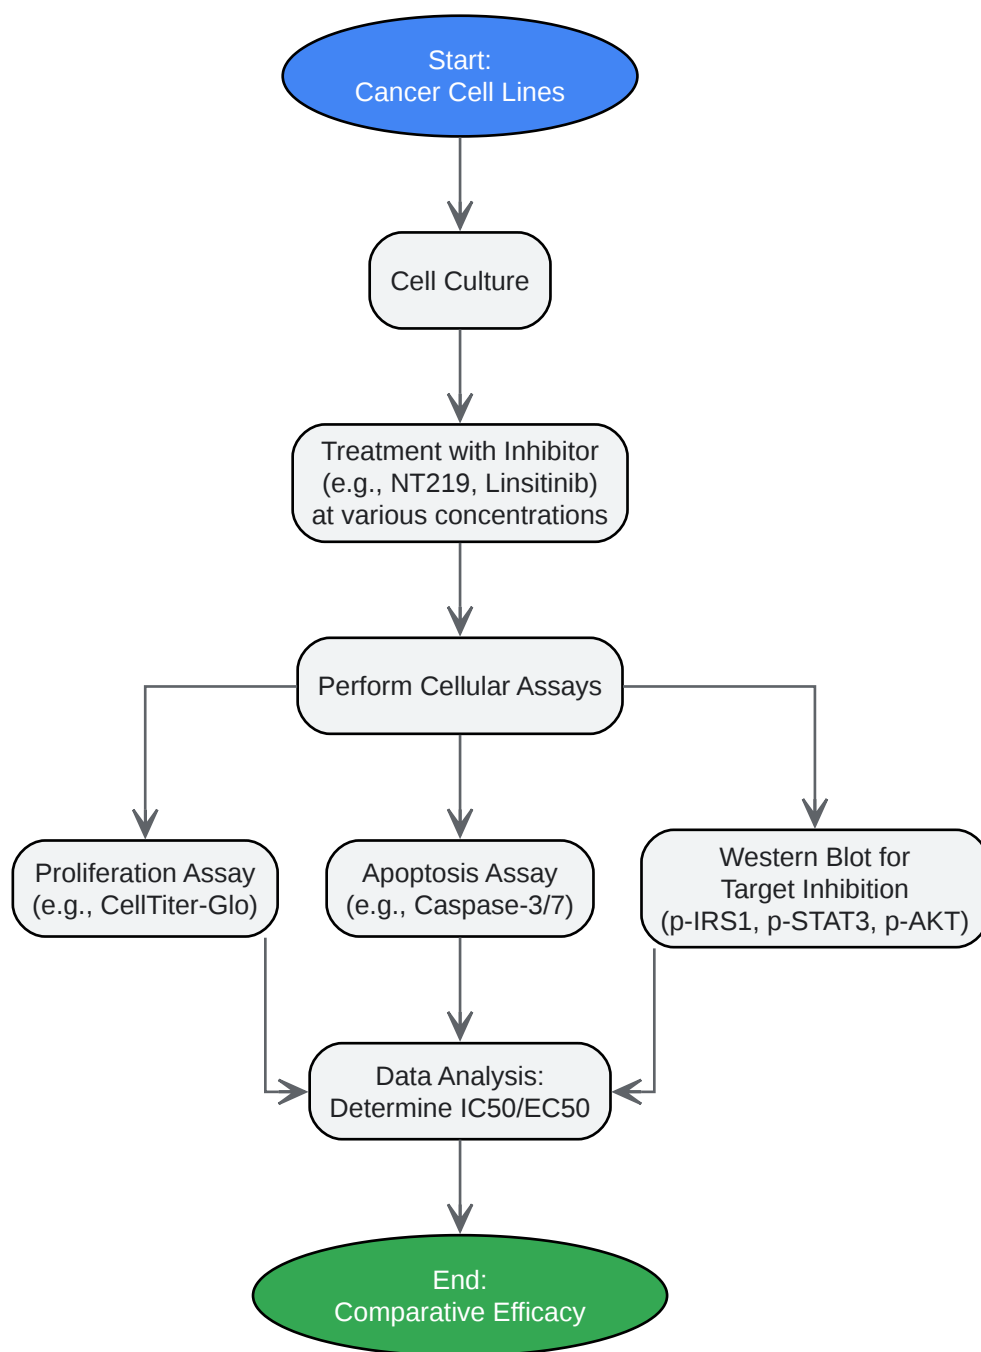 Start:
Cancer Cell Lines
Cell Culture
Treatment with Inhibitor
(e.g., NT219, Linsitinib)
at various concentrations
Perform Cellular Assays
Proliferation Assay
(e.g., CellTiter-Glo)
Apoptosis Assay
(e.g., Caspase-3/7)
Western Blot for
Target Inhibition
(p-IRS1, p-STAT3, p-AKT)
Data Analysis:
Determine IC50/EC50
End:
Comparative Efficacy